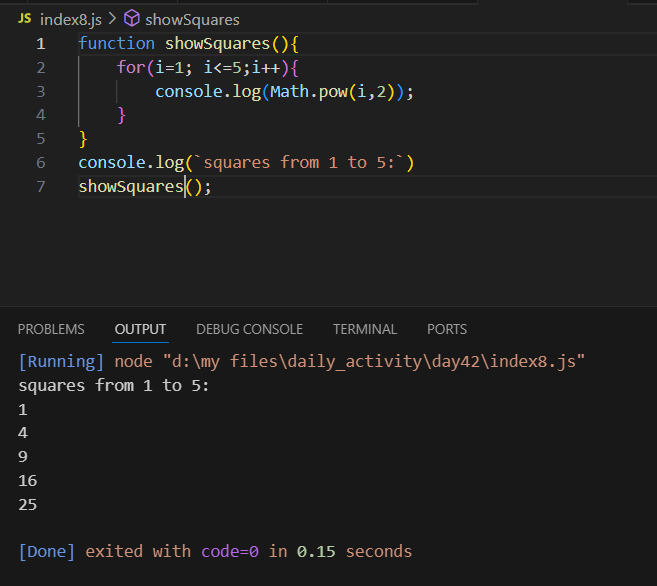 JS index8.js > showSquares
1 function showSquares(){
2 for(i=1; i<=5;i++){
3 console.log(Math.pow(i,2));
4 }
5 }
6 console.log(`squares from 1 to 5:`)
7 showSquares();
PROBLEMS OUTPUT DEBUG CONSOLE TERMINAL PORTS
[Running] node "d:\my files\daily_activity\day42\index8.js"
squares from 1 to 5:
1
4
9
16
25
[Done] exited with code=0 in 0.15 seconds